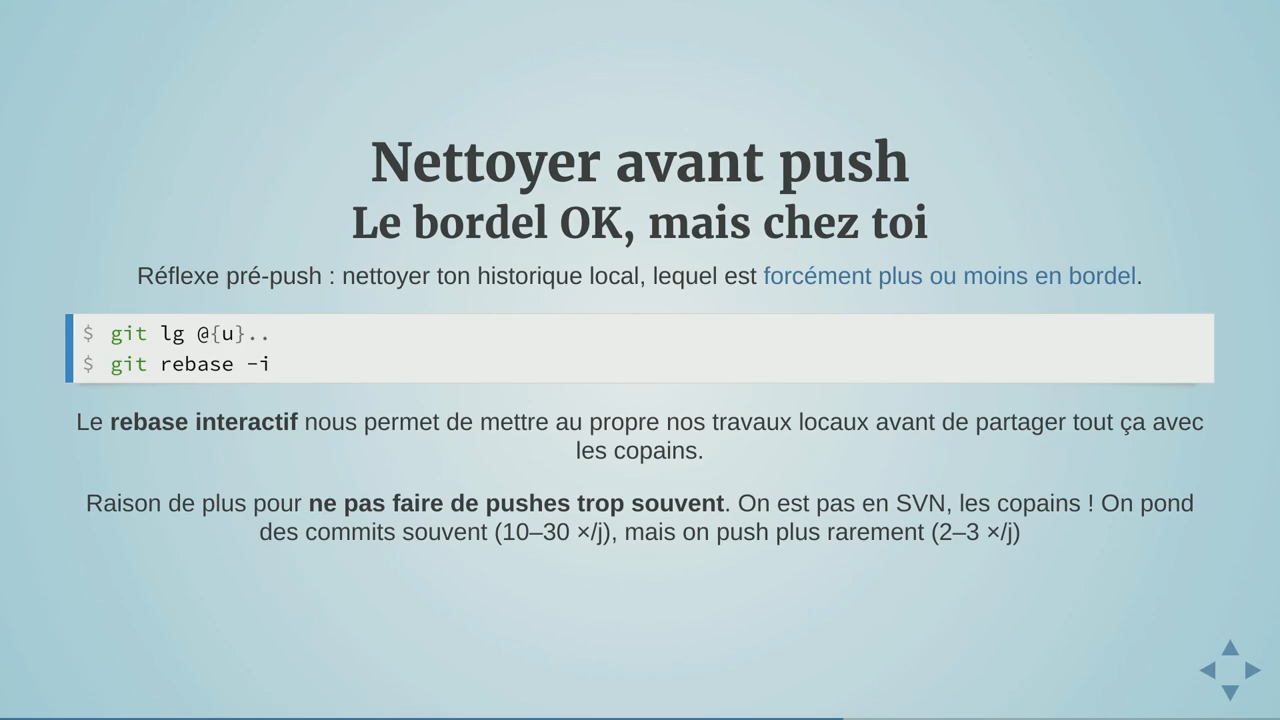 Nettoyer avant push
Le bordel OK, mais chez toi
Réflexe pré-push : nettoyer ton historique local, lequel est forcément plus ou moins en bordel.
$ git lg @{u}..
$ git rebase -i
Le rebase interactif nous permet de mettre au propre nos travaux locaux avant de partager tout ça avec
les copains.
Raison de plus pour ne pas faire de pushes trop souvent. On est pas en SVN, les copains ! On pond
des commits souvent (10–30 ×/j), mais on push plus rarement (2–3 ×/j)